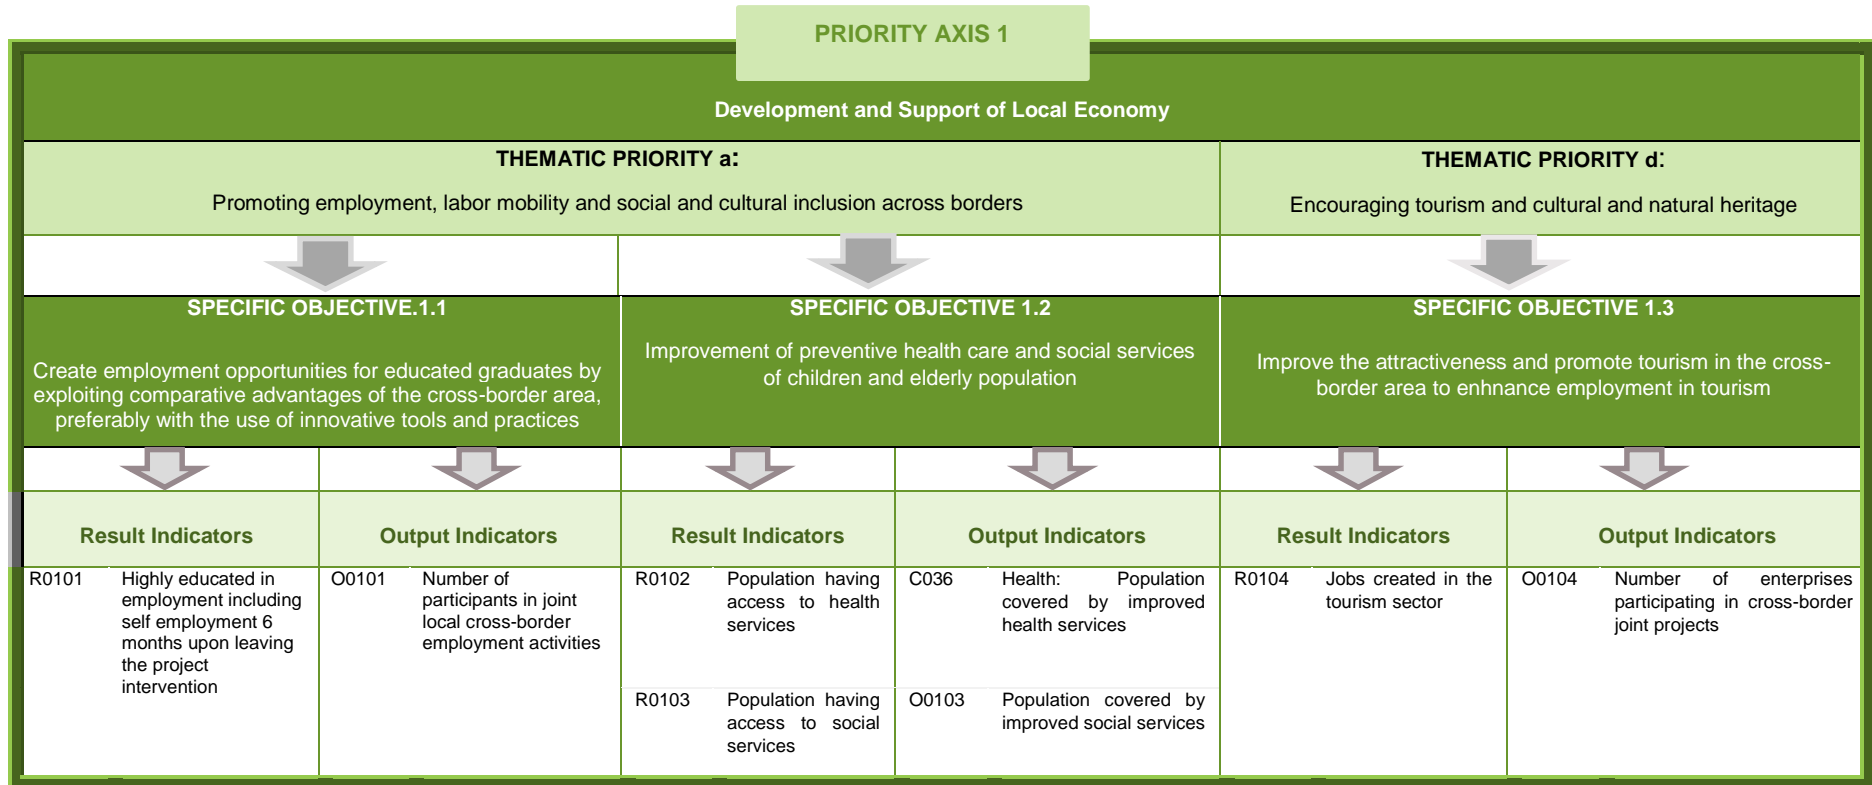 PRIORITY AXIS 1
Development and Support of Local Economy
THEMATIC PRIORITY a:
Promoting employment, labor mobility and social and cultural inclusion across borders
THEMATIC PRIORITY d:
Encouraging tourism and cultural and natural heritage
SPECIFIC OBJECTIVE.1.1
Create employment opportunities for educated graduates by
exploiting comparative advantages of the cross-border area,
preferably with the use of innovative tools and practices
SPECIFIC OBJECTIVE 1.2
Improvement of preventive health care and social services
of children and elderly population
SPECIFIC OBJECTIVE 1.3
Improve the attractiveness and promote tourism in the cross-
border area to enhnance employment in tourism
Result Indicators
Output Indicators
Result Indicators
Output Indicators
Result Indicators
Output Indicators
R0101
Highly educated in
employment including
self employment 6
months upon leaving
the project
intervention
O0101
Number of
participants in joint
local cross-border
employment activities
R0102
Population having
access to health
services
C036
Health: Population
covered by improved
health services
R0103
Population having
access to social
services
O0103
Population covered by
improved social services
R0104
Jobs created in the
tourism sector
O0104
Number of enterprises
participating in cross-border
joint projects